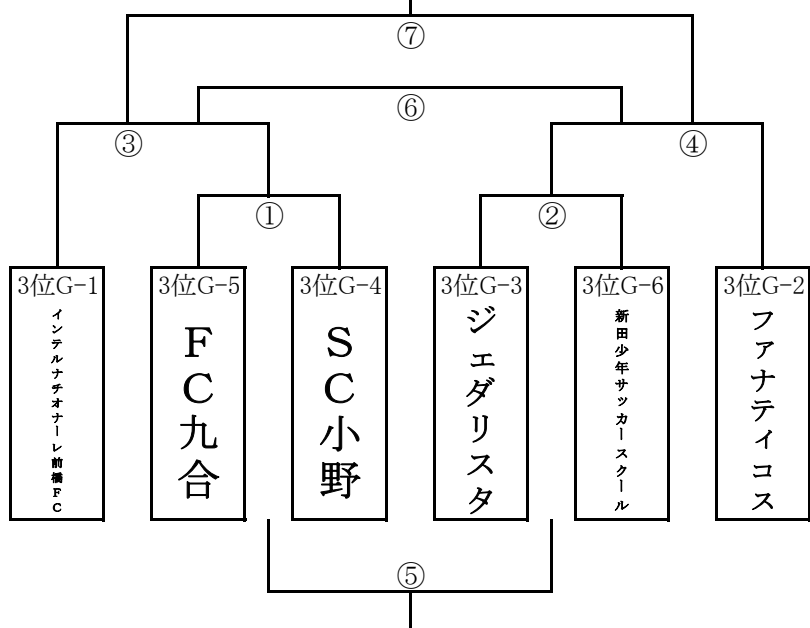 ⑦
⑥
③
④
①
②
3位G-1
3位G-5
3位G-4
3位G-3
3位G-6
3位G-2
インテルナチオナーレ前橋FC
FC九合
SC小野
ジェダリスタ
新田少年サッカースクール
ファナティコス
⑤